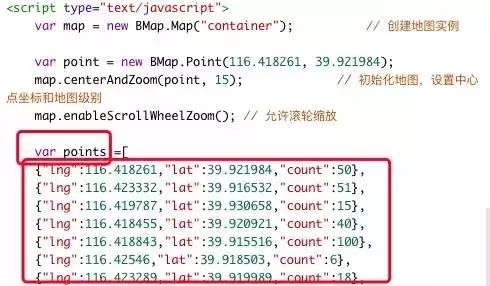 <script type="text/javascript">
var map = new BMap.Map("container"); // 创建地图实例
var point = new BMap.Point(116.418261, 39.921984);
map.centerAndZoom(point, 15); // 初始化地图，设置中心
点坐标和地图级别
map.enableScrollWheelZoom(); // 允许滚轮缩放
var points =[
{"lng":116.418261,"lat":39.921984,"count":50},
{"lng":116.423332,"lat":39.916532,"count":51},
{"lng":116.419787,"lat":39.930658,"count":15},
{"lng":116.418455,"lat":39.920921,"count":40},
{"lng":116.418843,"lat":39.915516,"count":100},
{"lng":116.42546,"lat":39.918503,"count":6},
{"lng":116.423289,"lat":39.919989,"count":18},